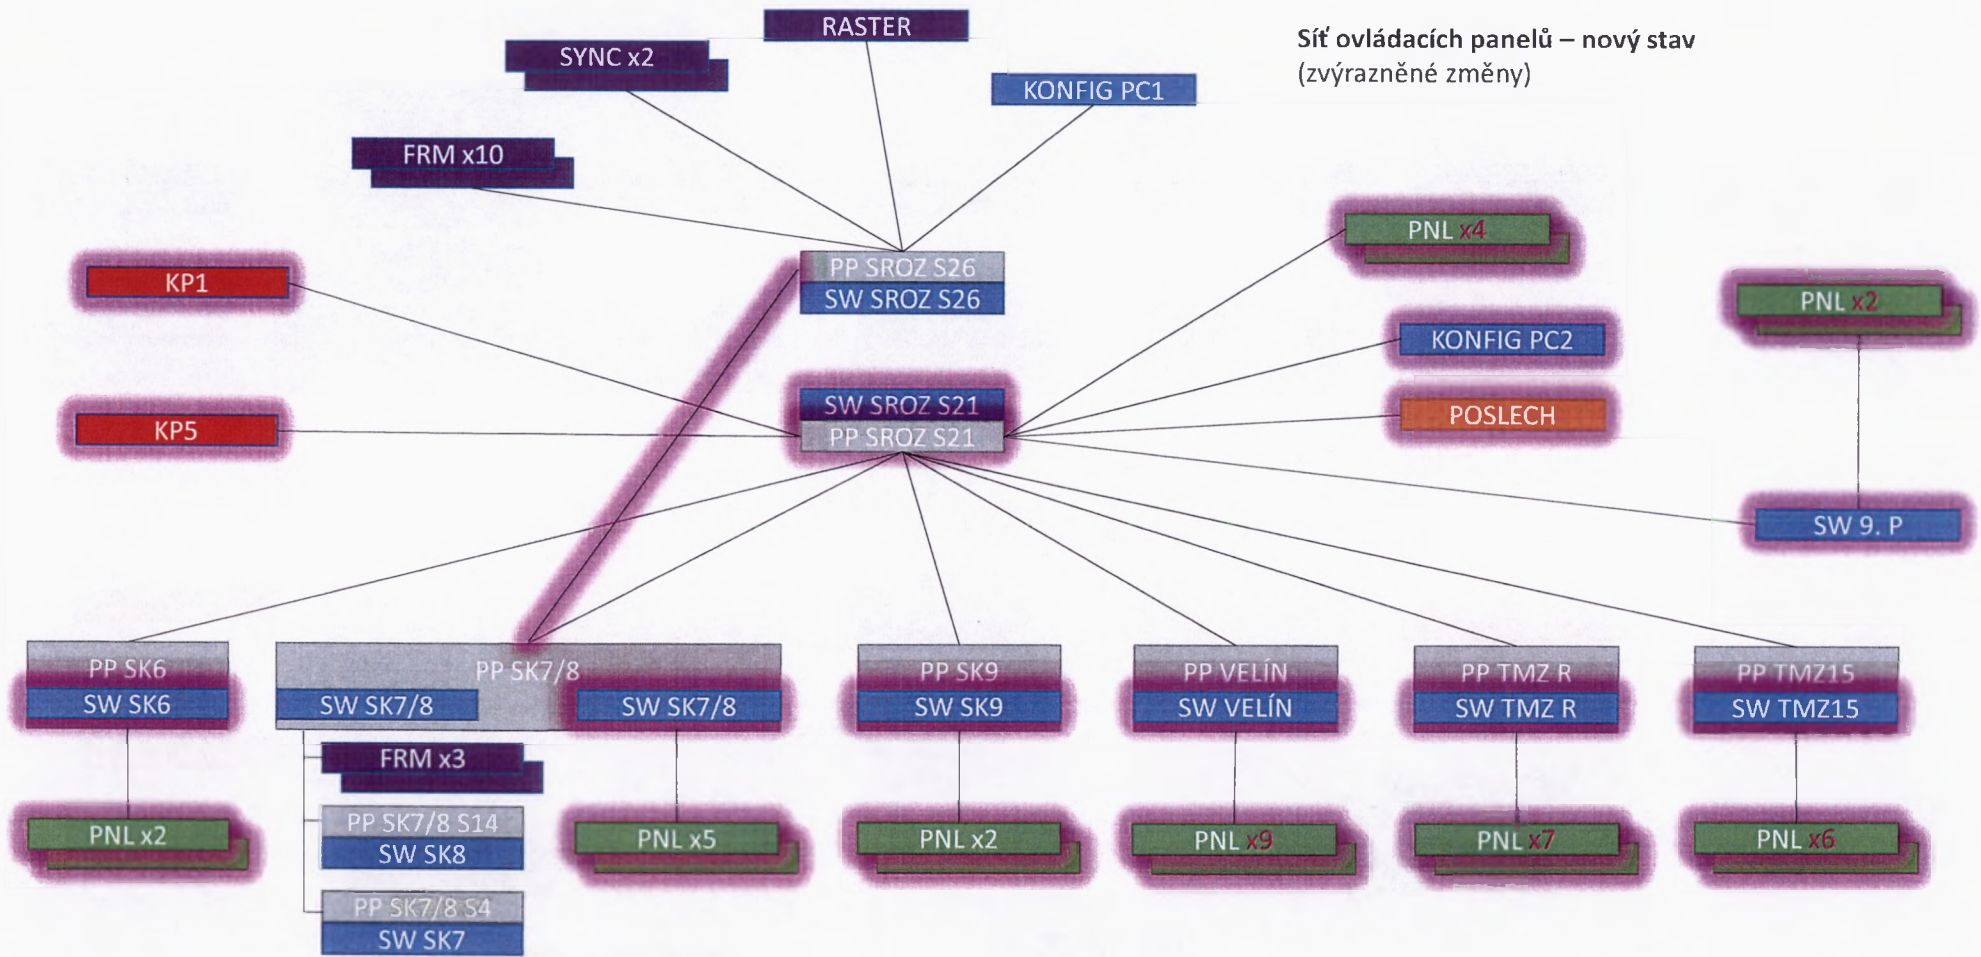 RASTER
Síť ovládacích panelů – nový stav
(zvýrazněné změny)
SYNC x2
KONFIG PC1
FRM x10
PNL x4
PP SROZ S26
SW SROZ S26
KP1
PNL x2
KONFIG PC2
SW SROZ S21
PP SROZ S21
POSLECH
KP5
SW 9. P
PP SK6
SW SK6
PP SK7/8
SW SK7/8
SW SK7/8
PP SK9
SW SK9
PP VELÍN
SW VELÍN
PP TMZ R
SW TMZ R
PP TMZ15
SW TMZ15
FRM x3
PP SK7/8 S14
SW SK8
PP SK7/8 S4
SW SK7
PNL x2
PNL x5
PNL x2
PNL x9
PNL x7
PNL x6